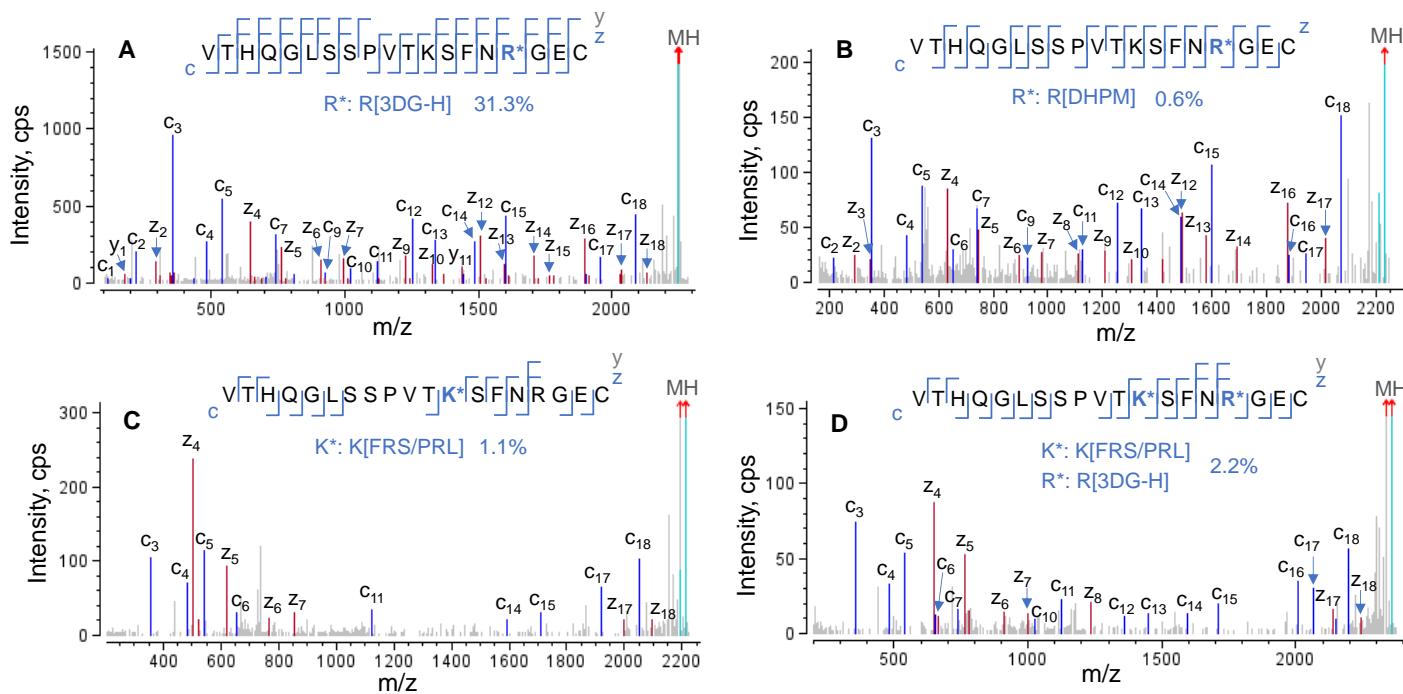 A
y
z
VTHQGLSSPVTKSFNR*GEC
c
R*: R[3DG-H] 31.3%
MH
Intensity, cps
1500
1000
500
0
c1
y1
c2
z2
c3
c4
c5
z4
c7
z5
z6
c9
z7
c10
c11
z9
c12
c13
z10
y11
c14
z12
z13
c15
z14
z15
z16
c17
z17
c18
z18
500
1000
1500
2000
m/z
B
z
VTHQGLSSPVTKSFNR*GEC
c
R*: R[DHPM] 0.6%
MH
Intensity, cps
200
150
100
50
0
c2
z2
z3
c3
c4
c5
z4
c6
c7
z5
z6
c9
z7
z8
c11
z9
c12
z10
c13
c14
z12
z13
c15
z14
z16
c16
c17
z17
c18
200
400
600
800
1000
1200
1400
1600
1800
2000
2200
m/z
C
y
z
VTHQGLSSPVTK*SFNRGEC
c
K*: K[FRS/PRL] 1.1%
MH
Intensity, cps
300
200
100
0
c3
c4
z4
c5
z5
c6
z6
z7
c11
c14
c15
c17
z17
c18
z18
400
600
800
1000
1200
1400
1600
1800
2000
2200
m/z
D
y
z
VTHQGLSSPVTK*SFNR*GEC
c
K*: K[FRS/PRL]
R*: R[3DG-H]
2.2%
MH
Intensity, cps
150
100
50
0
c3
c4
c5
z4
c6
c7
z5
z6
z7
c10
c11
z8
c12
c13
c14
c15
c16
c17
z17
c18
z18
500
1000
1500
2000
m/z